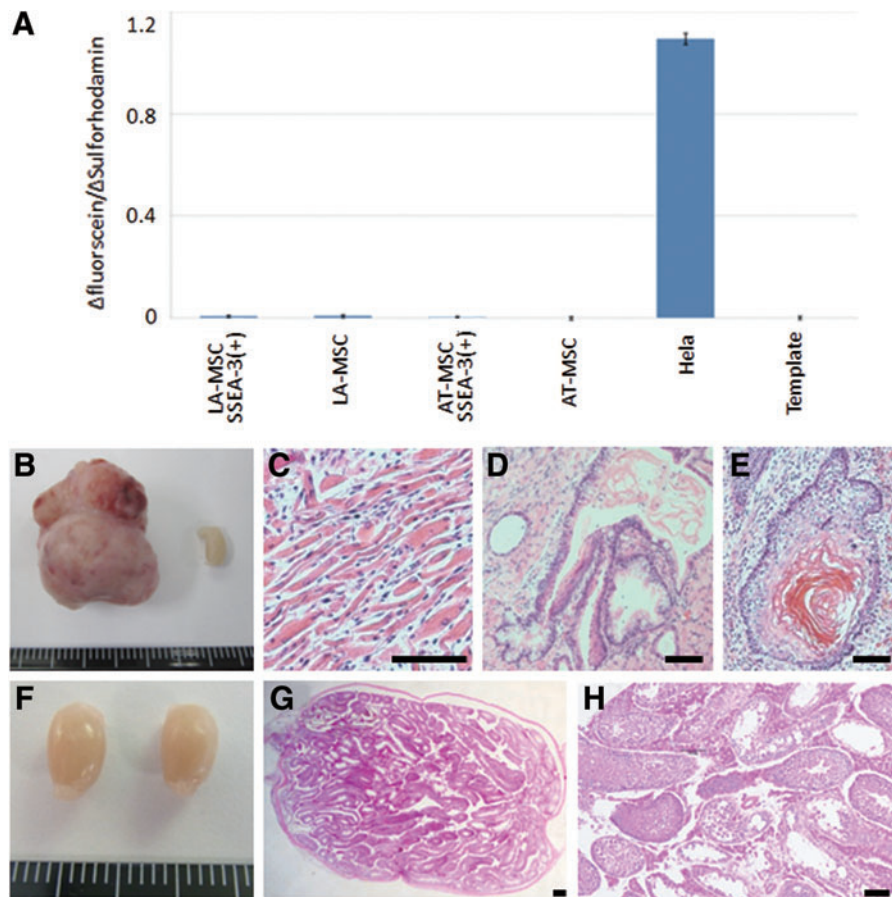 A
Δfluorscein/ΔSulforhodamin
1.2
0.8
0.4
0
LA-MSC
SSEA-3(+)
LA-MSC
AT-MSC
SSEA-3(+)
AT-MSC
Hela
Template
B
C
D
E
F
G
H